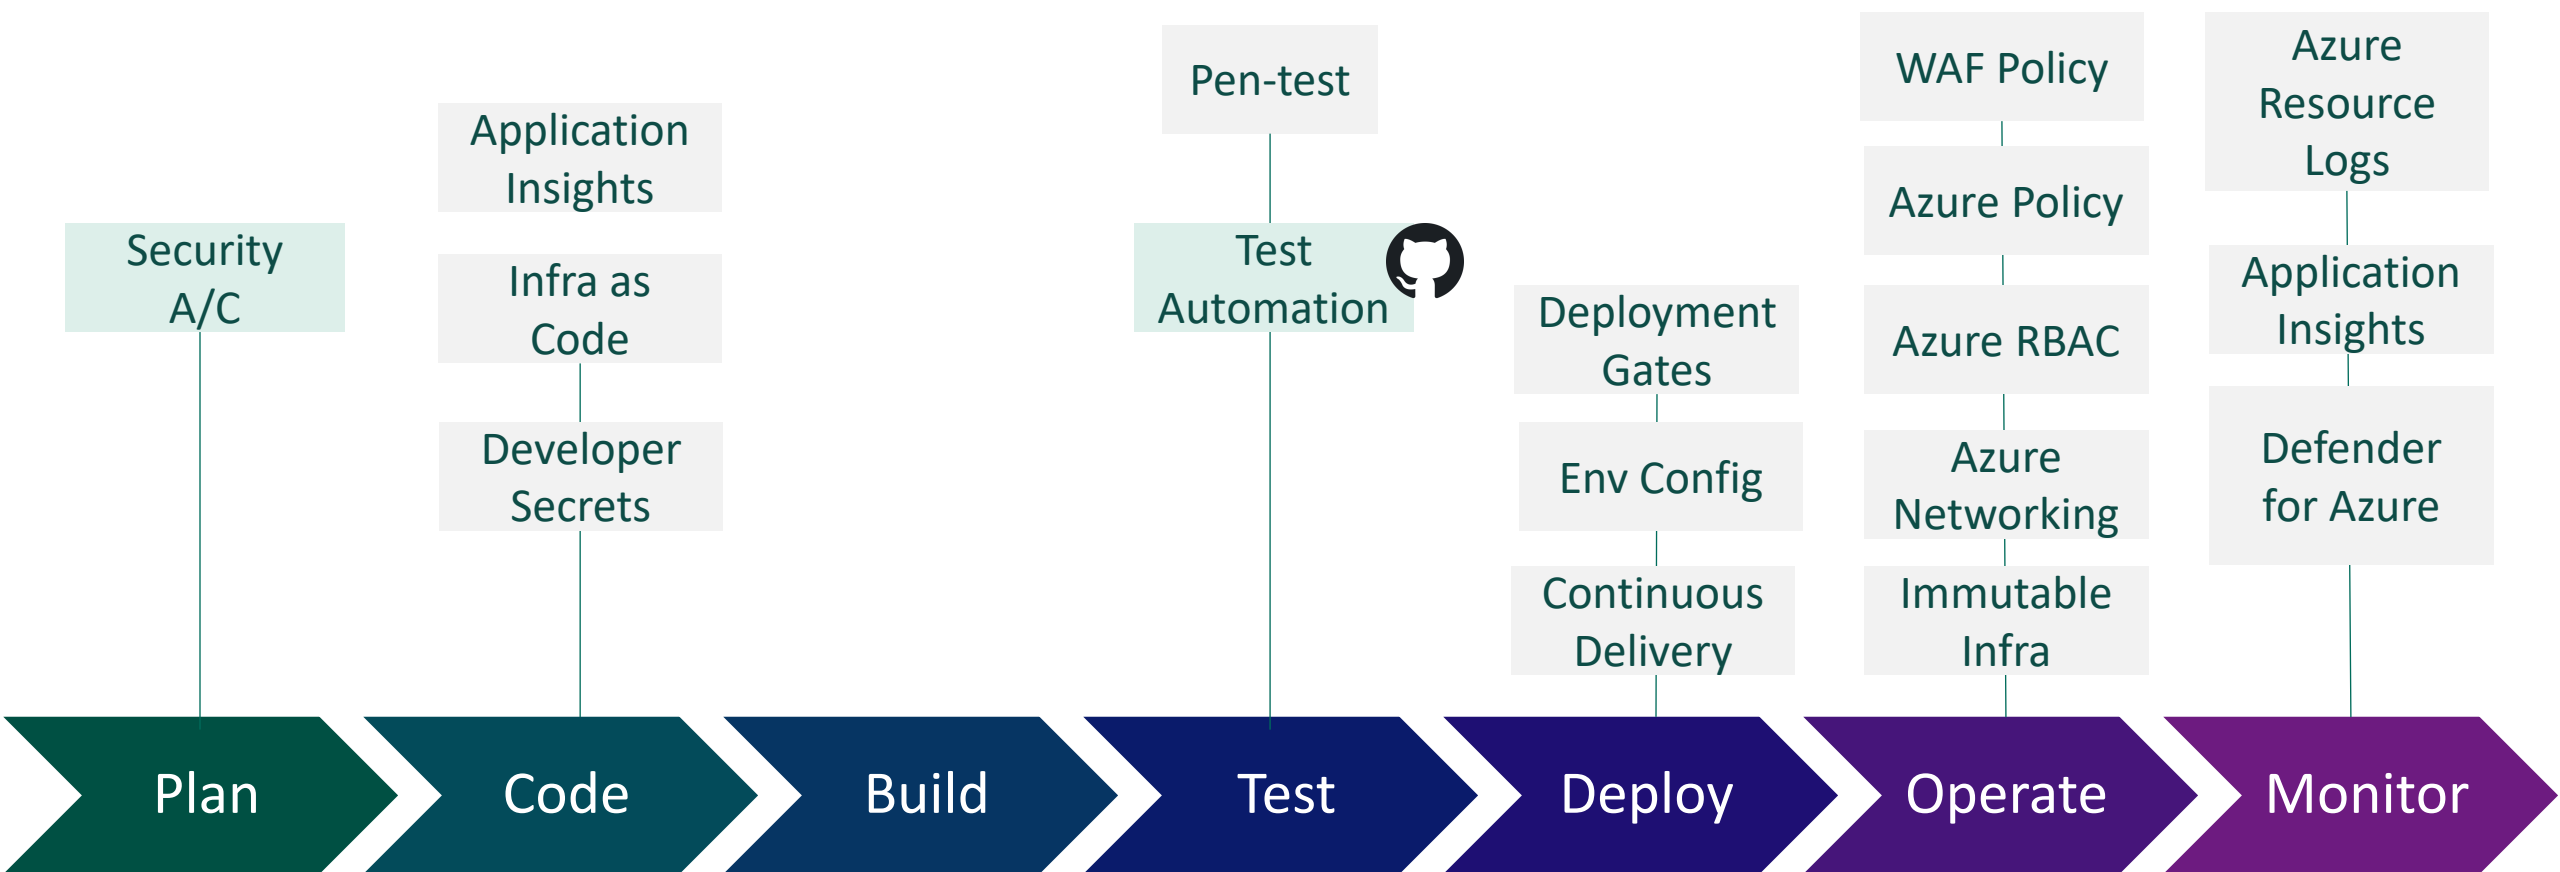 Security
A/C
Application
Insights
Infra as
Code
Developer
Secrets
Pen-test
Test
Automation
Deployment
Gates
Env Config
Continuous
Delivery
WAF Policy
Azure Policy
Azure RBAC
Azure
Networking
Immutable
Infra
Azure
Resource
Logs
Application
Insights
Defender
for Azure
Plan
Code
Build
Test
Deploy
Operate
Monitor